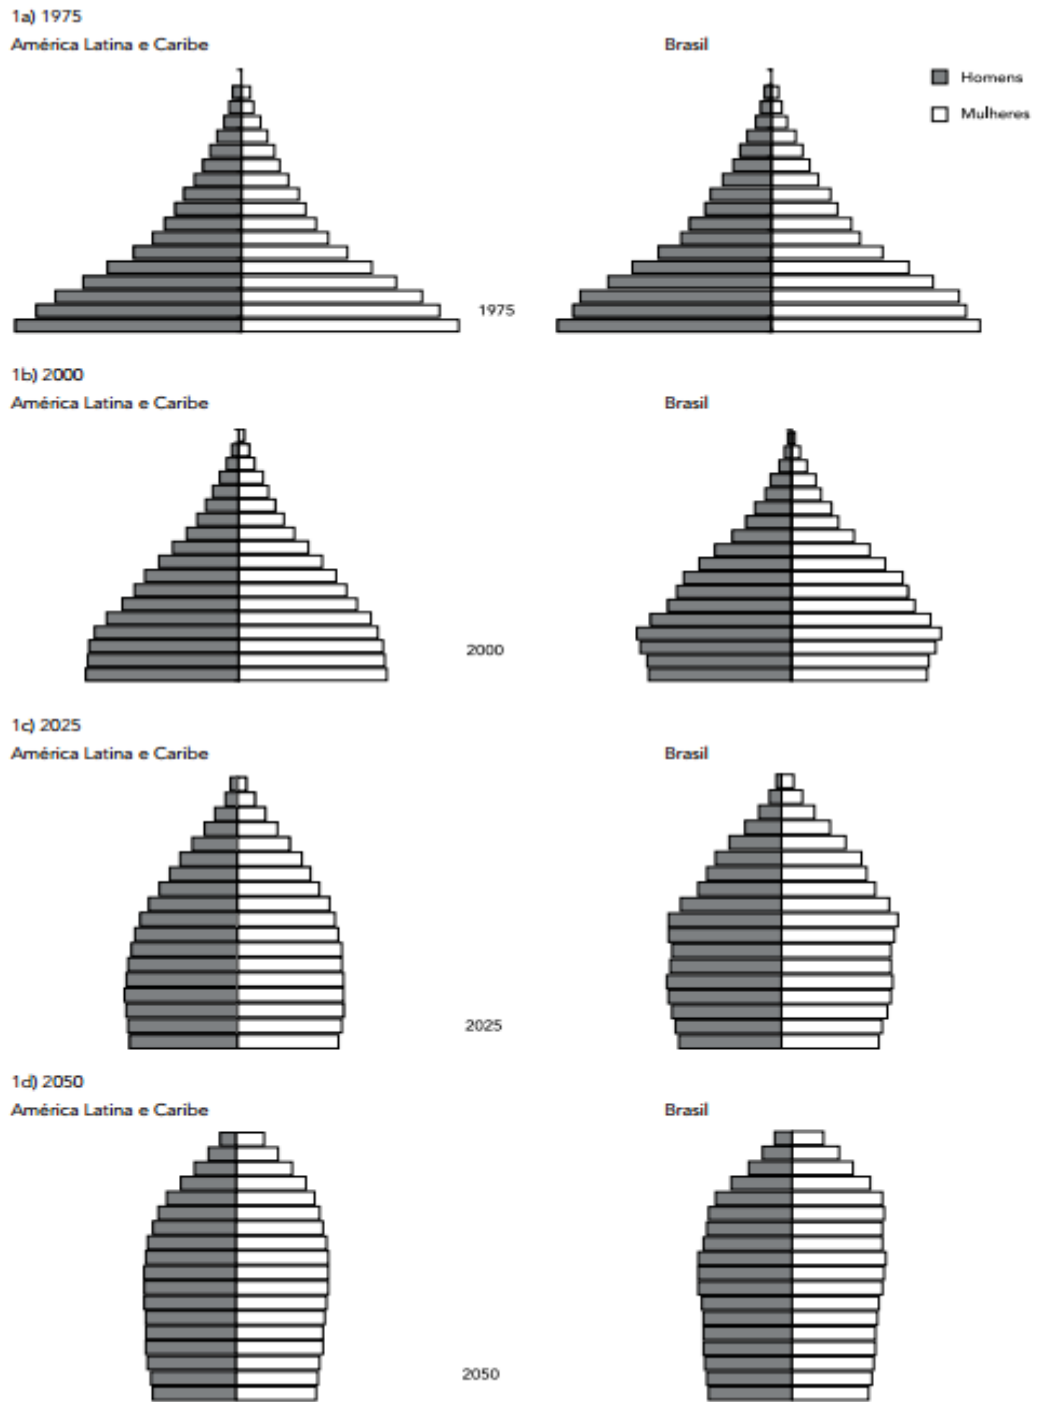 1a) 1975
América Latina e Caribe
Brasil
Homens
Mulheres
1975
1b) 2000
América Latina e Caribe
Brasil
2000
1c) 2025
América Latina e Caribe
Brasil
2025
1d) 2050
América Latina e Caribe
Brasil
2050